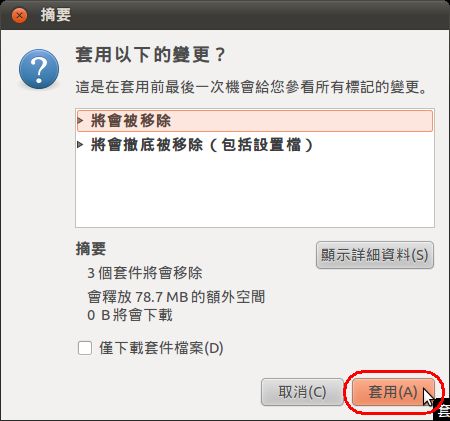 摘要
套用以下的變更？
這是在套用前最後一次機會給您參看所有標記的變更。
將會被移除
將會徹底被移除（包括設置檔）
摘要
顯示詳細資料(S)
3 個套件將會移除
會釋放 78.7 MB 的額外空間
0 B 將會下載
僅下載套件檔案(D)
取消(C)
套用(A)
套